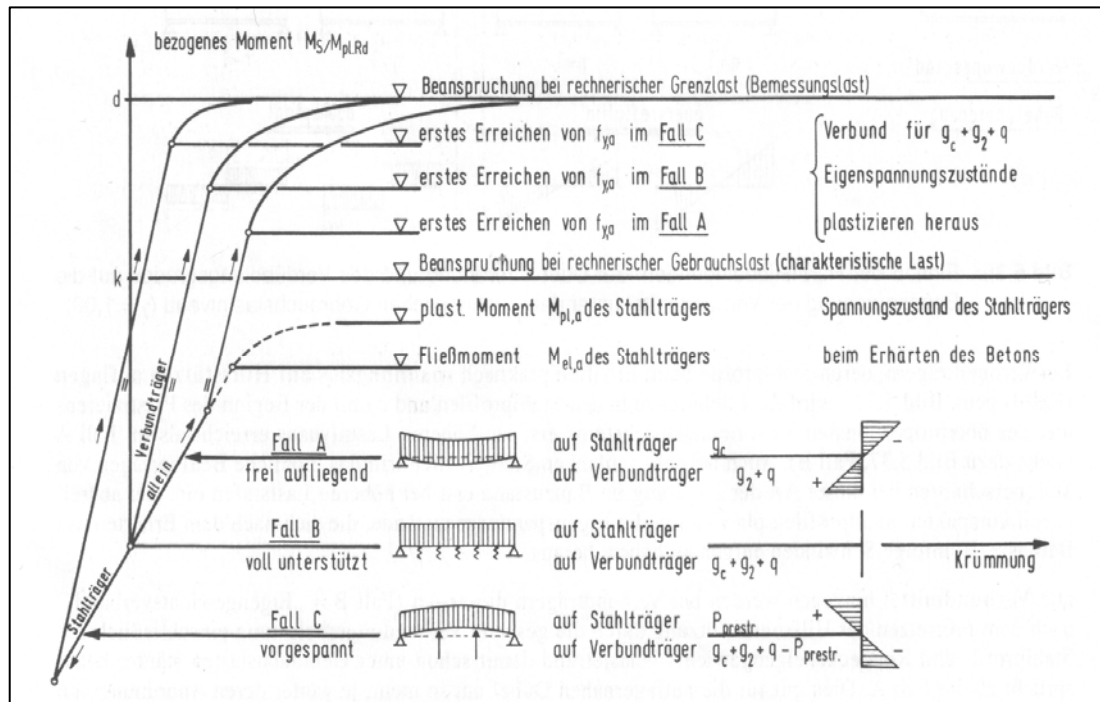 bezogenes Moment M_S/M_pl.Rd
d
Beanspruchung bei rechnerischer Grenzlast (Bemessungslast)
erstes Erreichen von f_y,a im Fall C
erstes Erreichen von f_y,a im Fall B
erstes Erreichen von f_y,a im Fall A
Verbund für g_c + g_2 + q
Eigenspannungszustände
plastizieren heraus
k
Beanspruchung bei rechnerischer Gebrauchslast (charakteristische Last)
plast. Moment M_pl,a des Stahlträgers
Spannungszustand des Stahlträgers
Fließmoment M_el,a des Stahlträgers
beim Erhärten des Betons
Verbundträger
allein
Stahlträger
Fall A
frei aufliegend
auf Stahlträger g_c
auf Verbundträger g_2 + q
+
-
Fall B
voll unterstützt
auf Stahlträger -
auf Verbundträger g_c + g_2 + q
Krümmung
Fall C
vorgespannt
auf Stahlträger P_prestr.
auf Verbundträger g_c + g_2 + q - P_prestr.
+
-